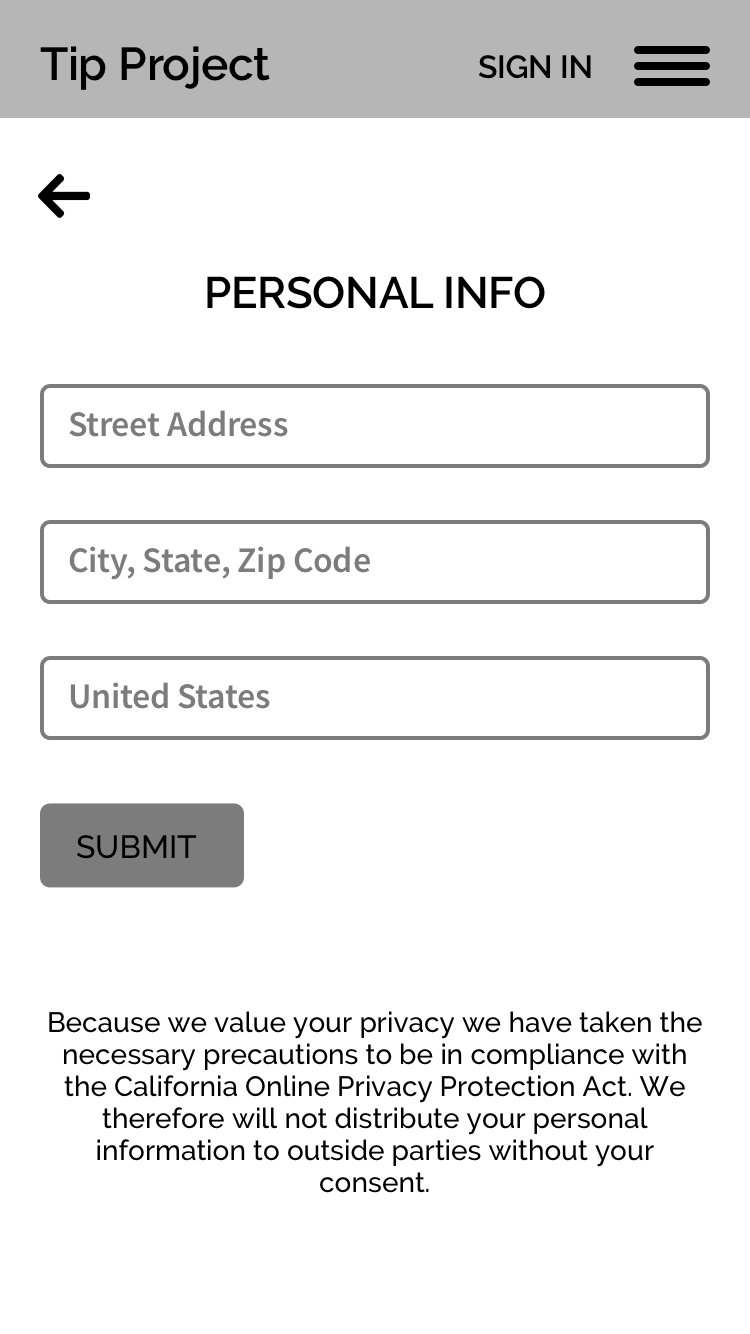 Tip Project
SIGN IN
PERSONAL INFO
Street Address
City, State, Zip Code
United States
SUBMIT
Because we value your privacy we have taken the
necessary precautions to be in compliance with
the California Online Privacy Protection Act. We
therefore will not distribute your personal
information to outside parties without your
consent.